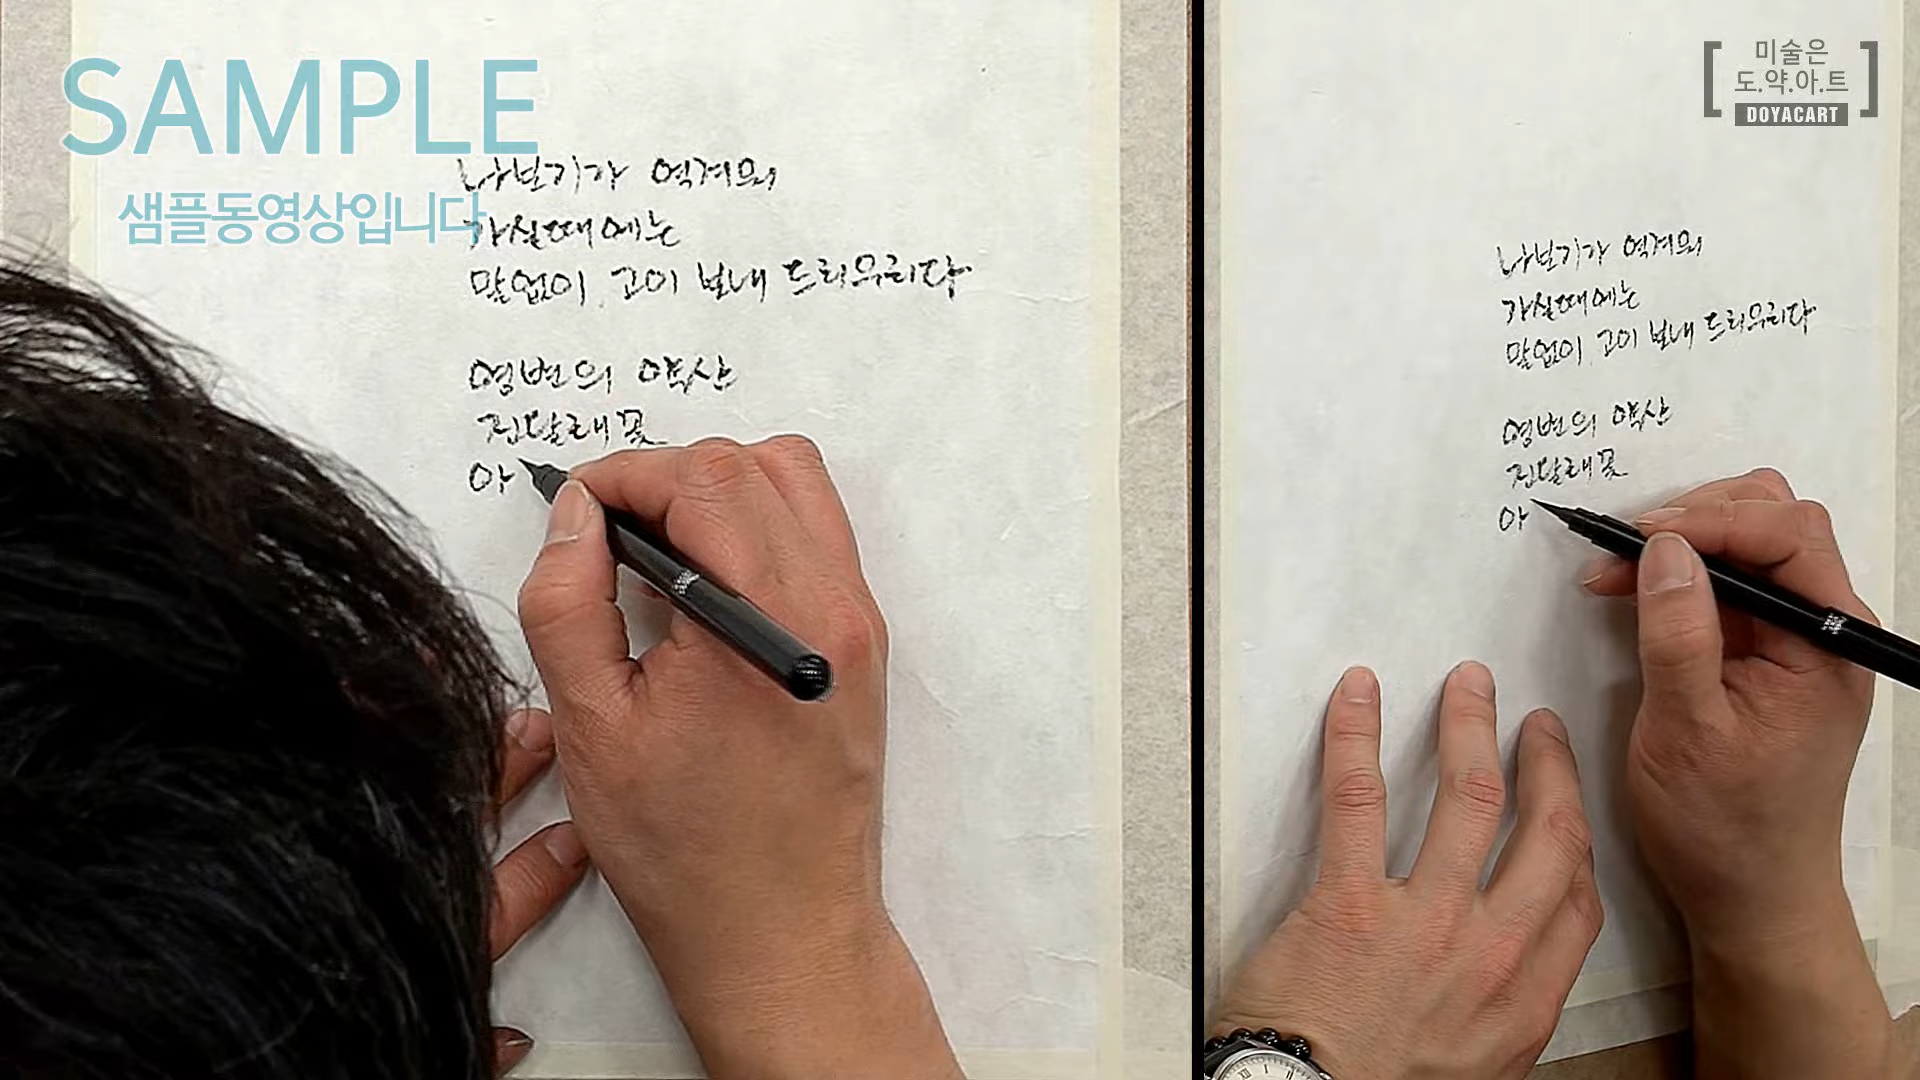 SAMPLE
샘플동영상입니다
나보기가 역겨워
가실때에는
말없이 고이 보내 드리우리다
영변의 약산
진달래꽃
아
미술은
도.약.아.트
DOYACART
나보기가 역겨워
가실때에는
말없이 고이 보내 드리우리다
영변의 약산
진달래꽃
아